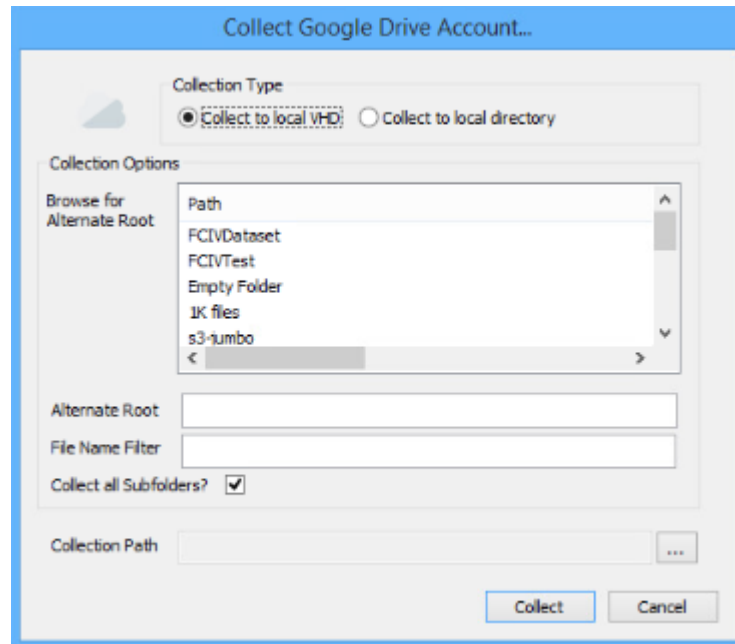 Collect Google Drive Account...
Collection Type
Collect to local VHD Collect to local directory
Collection Options
Browse for
Alternate Root
Path
FCIVDataset
FCIVTest
Empty Folder
1K files
s3-jumbo
Alternate Root
File Name Filter
Collect all Subfolders?
Collection Path ...
Collect Cancel